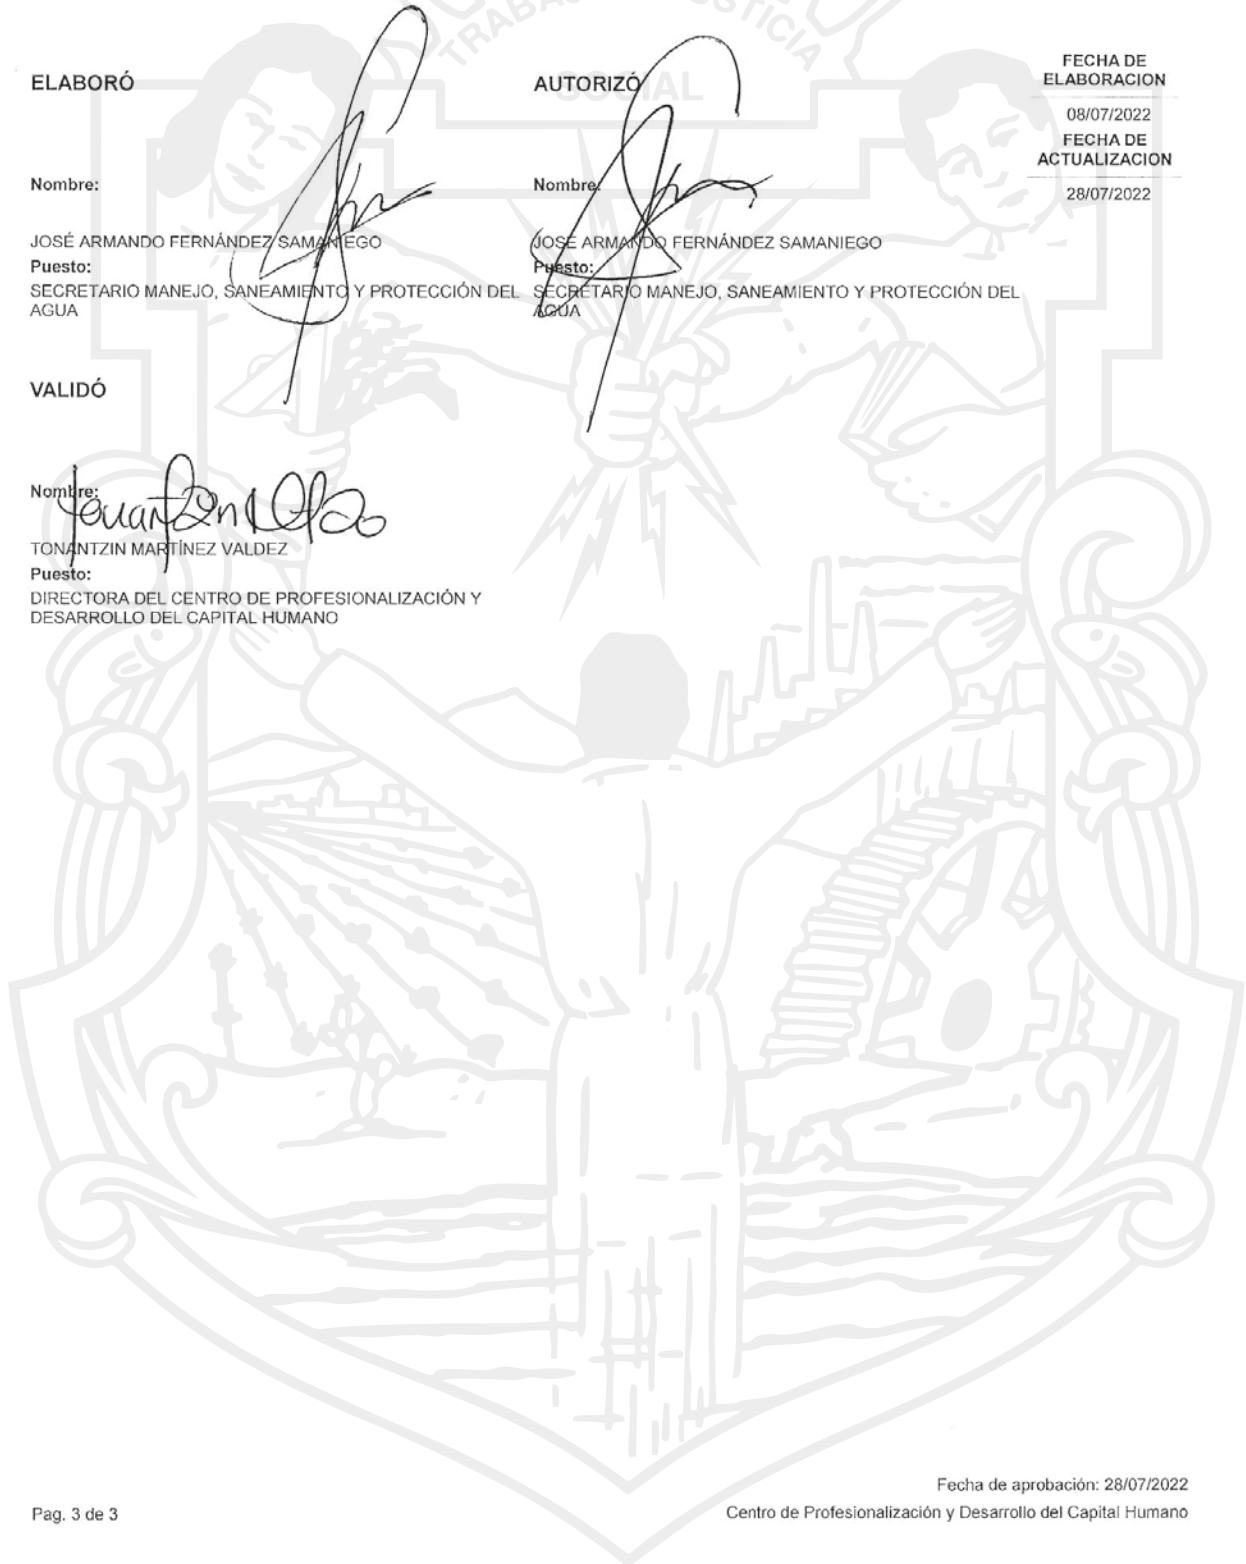 TRABAJO
JUSTICIA
SOCIAL
ELABORÓ
Nombre:
JOSÉ ARMANDO FERNÁNDEZ SAMANIEGO
Puesto:
SECRETARIO MANEJO, SANEAMIENTO Y PROTECCIÓN DEL
AGUA
AUTORIZÓ
Nombre:
JOSÉ ARMANDO FERNÁNDEZ SAMANIEGO
Puesto:
SECRETARIO MANEJO, SANEAMIENTO Y PROTECCIÓN DEL
AGUA
FECHA DE
ELABORACION
08/07/2022
FECHA DE
ACTUALIZACION
28/07/2022
VALIDÓ
Nombre:
TONANTZIN MARTÍNEZ VALDEZ
Puesto:
DIRECTORA DEL CENTRO DE PROFESIONALIZACIÓN Y
DESARROLLO DEL CAPITAL HUMANO
Fecha de aprobación: 28/07/2022
Pag. 3 de 3
Centro de Profesionalización y Desarrollo del Capital Humano